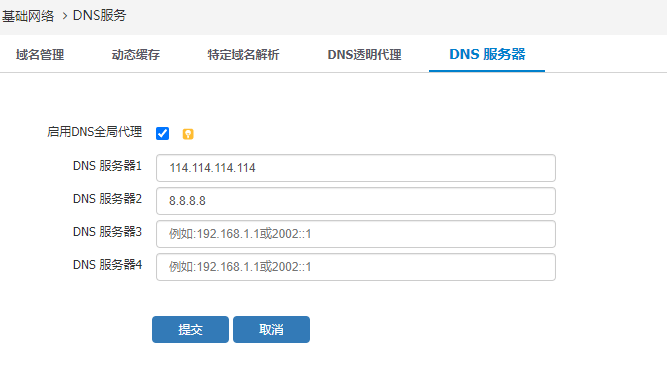 基础网络 > DNS服务
域名管理 动态缓存 特定域名解析 DNS透明代理 DNS 服务器
启用DNS全局代理
DNS 服务器1 114.114.114.114
DNS 服务器2 8.8.8.8
DNS 服务器3 例如:192.168.1.1或2002::1
DNS 服务器4 例如:192.168.1.1或2002::1
提交 取消